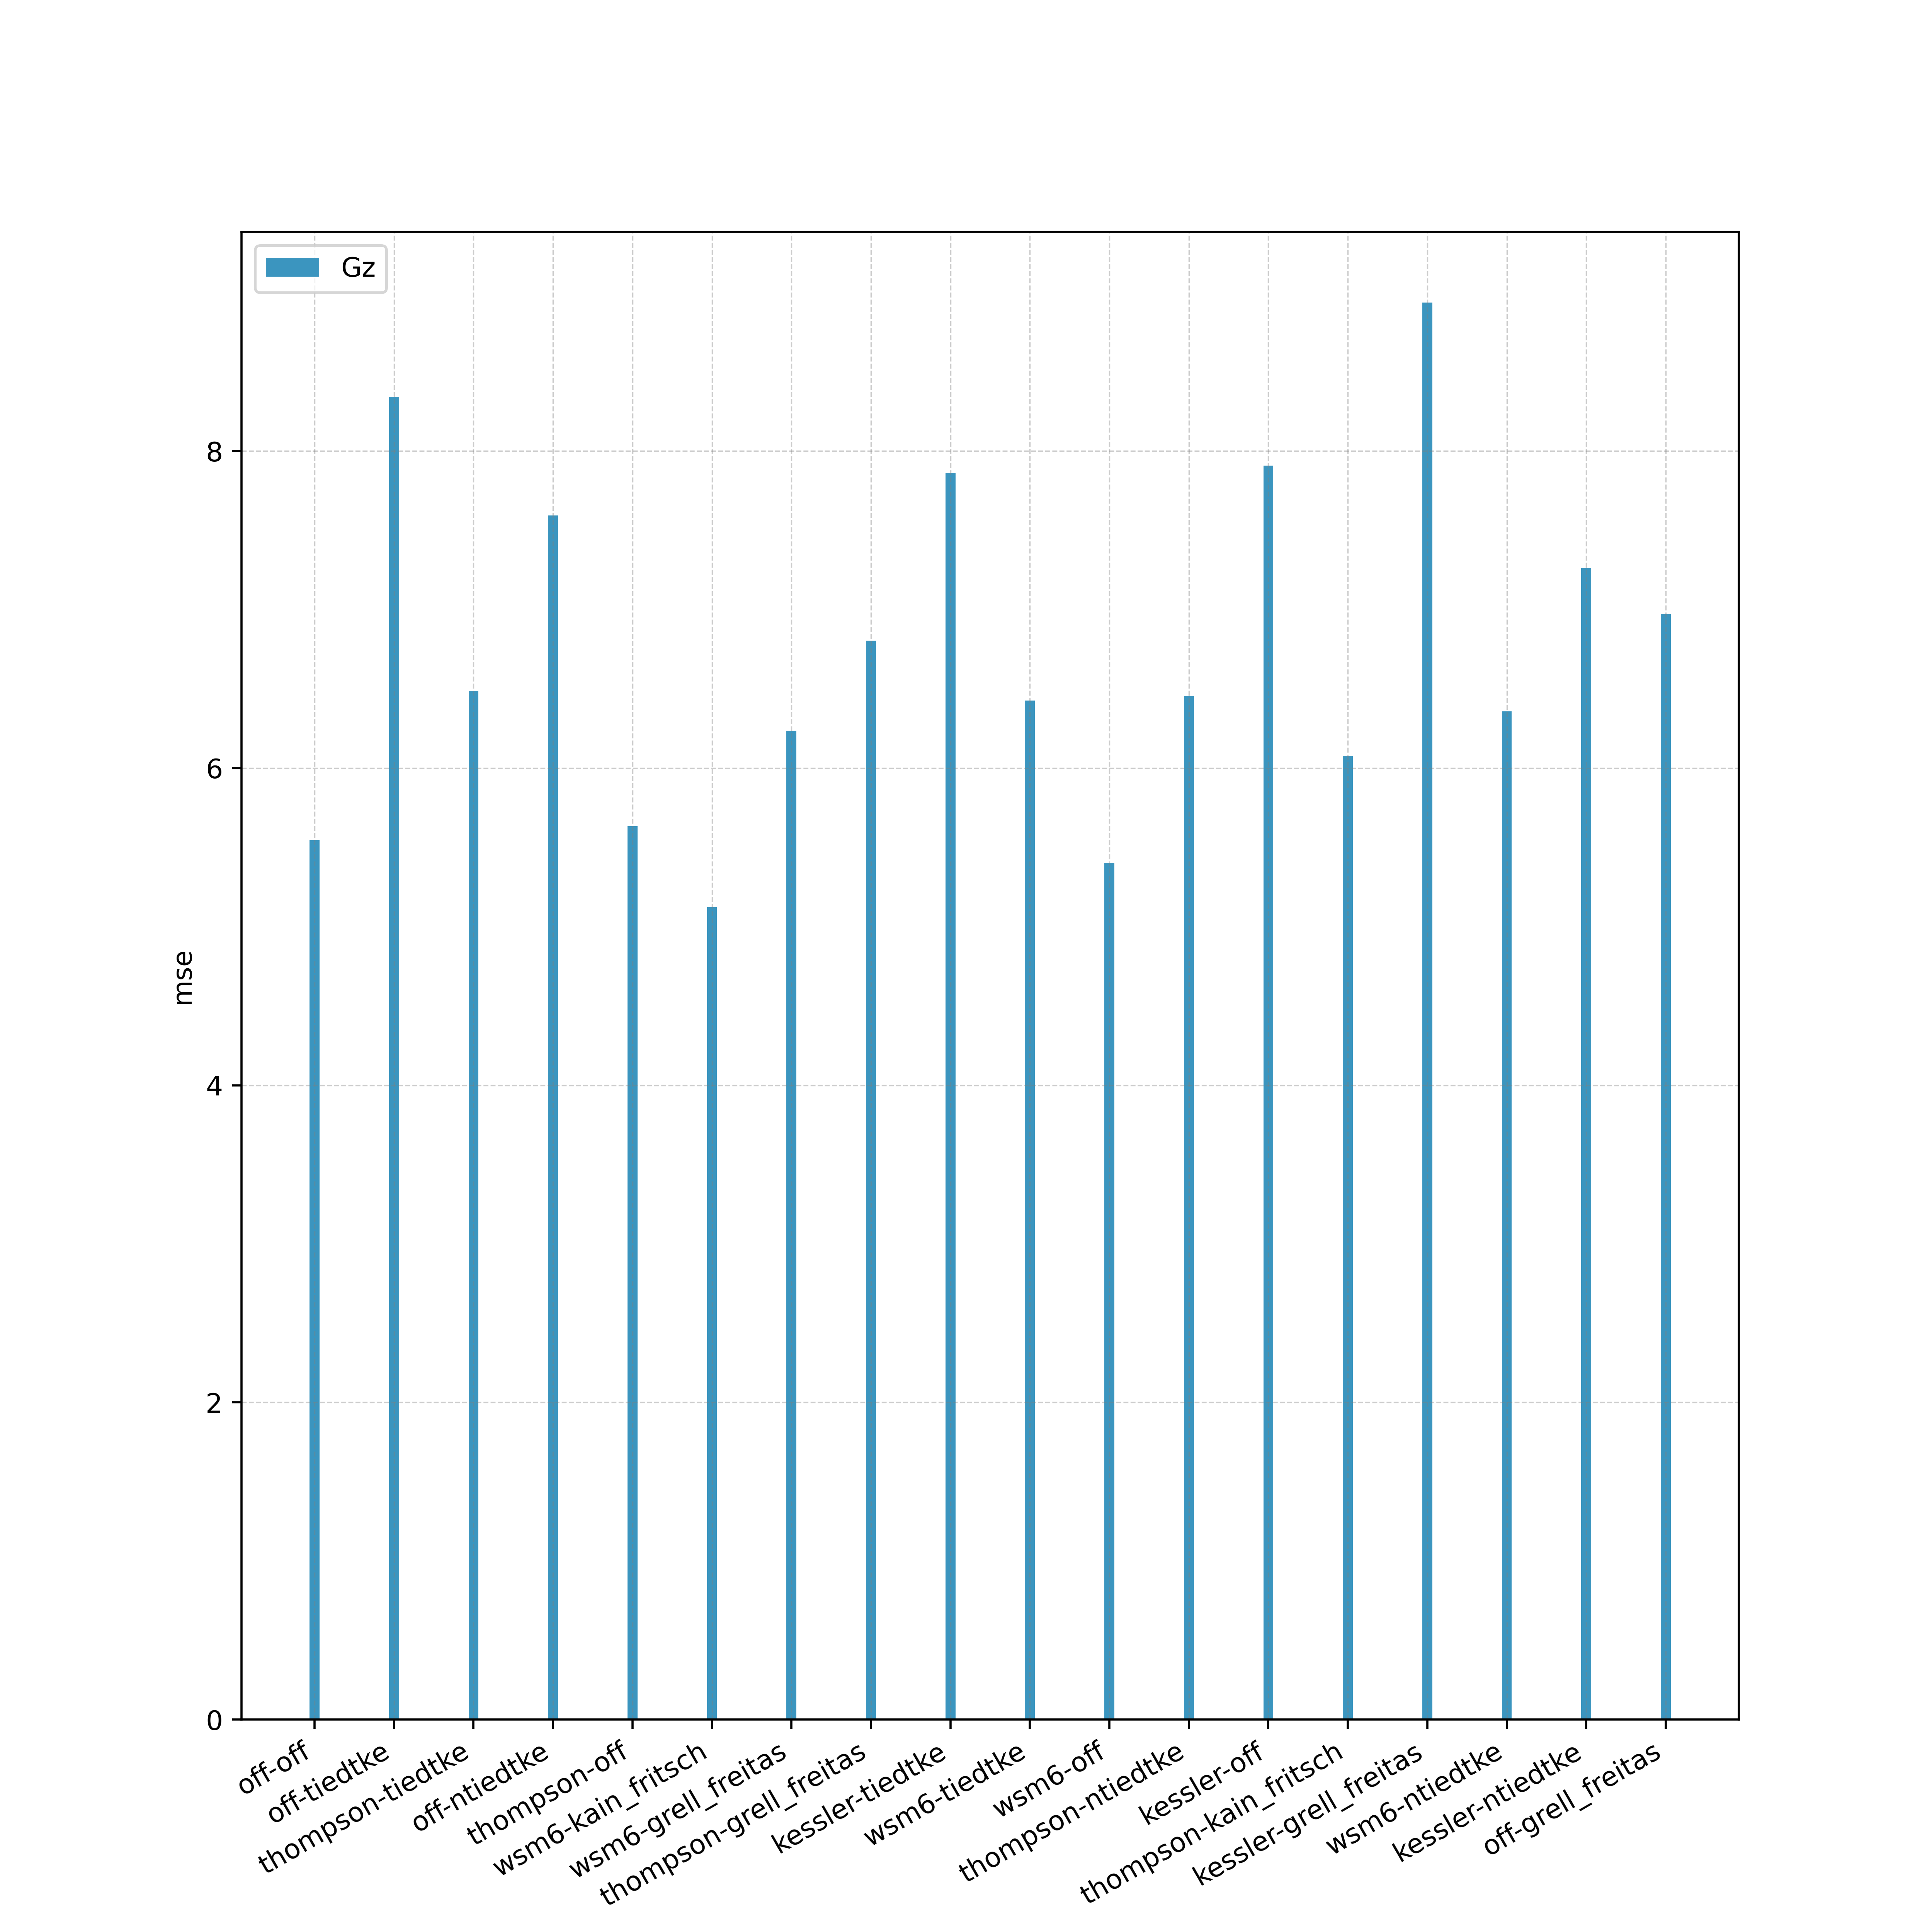 Gz
mse
8
6
4
2
0
off-off
off-tiedtke
thompson-tiedtke
off-ntiedtke
thompson-off
wsm6-kain_fritsch
wsm6-grell_freitas
thompson-grell_freitas
kessler-tiedtke
wsm6-tiedtke
wsm6-off
thompson-ntiedtke
kessler-off
thompson-kain_fritsch
kessler-grell_freitas
wsm6-ntiedtke
kessler-ntiedtke
off-grell_freitas